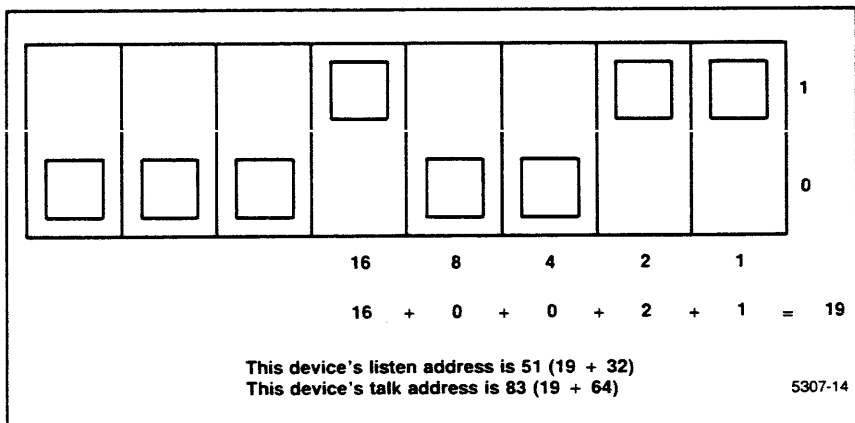 1
0
16 8 4 2 1
16 + 0 + 0 + 2 + 1 = 19
This device's listen address is 51 (19 + 32)
This device's talk address is 83 (19 + 64)
5307-14